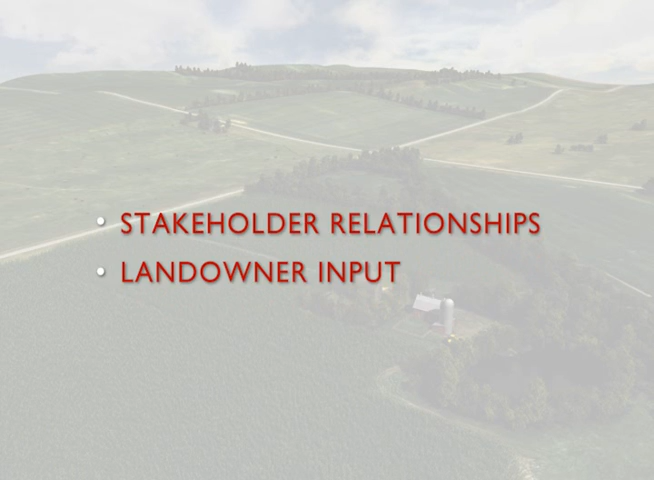 • STAKEHOLDER RELATIONSHIPS
• LANDOWNER INPUT